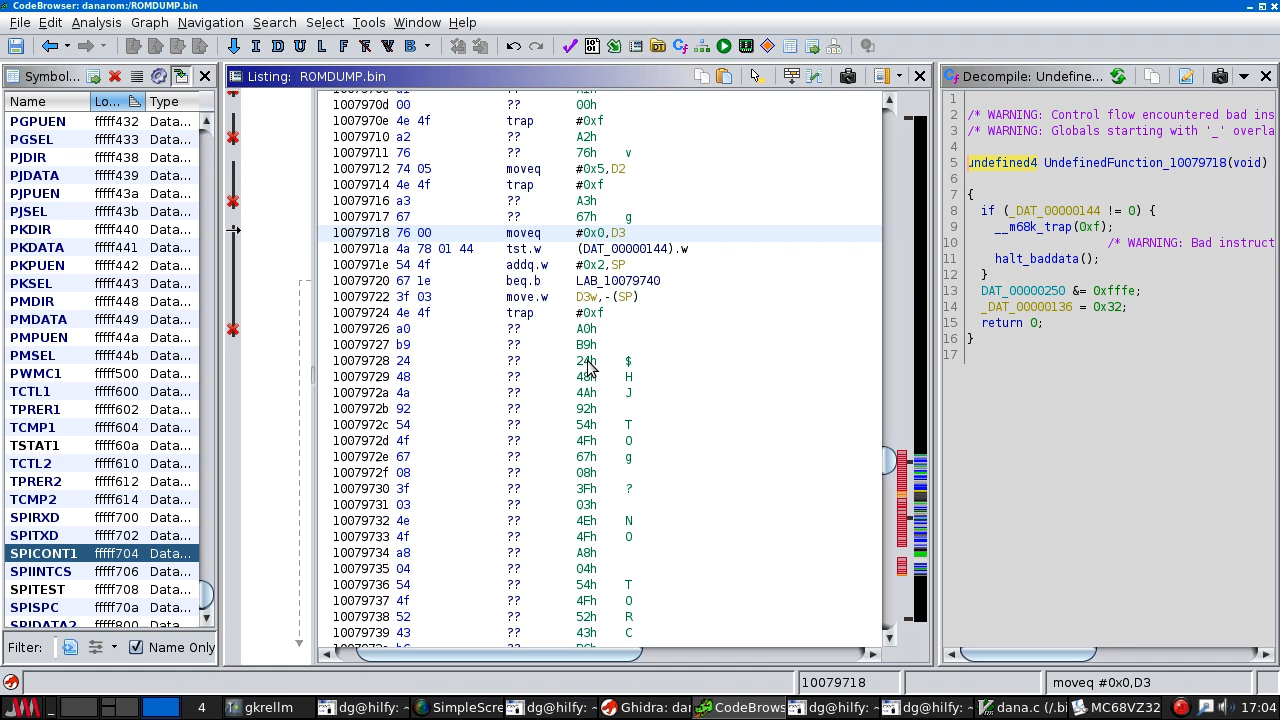 CodeBrowser: danarom:/ROMDUMP.bin
File Edit Analysis Graph Navigation Search Select Tools Window Help
I D U L F V B
Symbol...
Name Lo... Type
PGPUEN fffff432 Data...
PGSEL fffff433 Data...
PJDIR fffff438 Data...
PJDATA fffff439 Data...
PJPUEN fffff43a Data...
PJSEL fffff43b Data...
PKDIR fffff440 Data...
PKDATA fffff441 Data...
PKPUEN fffff442 Data...
PKSEL fffff443 Data...
PMDIR fffff448 Data...
PMDATA fffff449 Data...
PMPUEN fffff44a Data...
PMSEL fffff44b Data...
PWMC1 fffff500 Data...
TCTL1 fffff600 Data...
TPRER1 fffff602 Data...
TCMP1 fffff604 Data...
TSTAT1 fffff60a Data...
TCTL2 fffff610 Data...
TPRER2 fffff612 Data...
TCMP2 fffff614 Data...
SPIRXD fffff700 Data...
SPITXD fffff702 Data...
SPICONT1 fffff704 Data...
SPIINTCS fffff706 Data...
SPITEST fffff708 Data...
SPISPC fffff70a Data...
SPIDATA2 fffff800 Data...
Filter: Name Only
Listing: ROMDUMP.bin
1007970d 00 ?? 00h
1007970e 4e 4f trap #0xf
10079710 a2 ?? A2h
10079711 76 ?? 76h v
10079712 74 05 moveq #0x5,D2
10079714 4e 4f trap #0xf
10079716 a3 ?? A3h
10079717 67 ?? 67h g
10079718 76 00 moveq #0x0,D3
1007971a 4a 78 01 44 tst.w (DAT_00000144).w
1007971e 54 4f addq.w #0x2,SP
10079720 67 1e beq.b LAB_10079740
10079722 3f 03 move.w D3w,-(SP)
10079724 4e 4f trap #0xf
10079726 a0 ?? A0h
10079727 b9 ?? B9h
10079728 24 ?? 24h $
10079729 48 ?? 48h H
1007972a 4a ?? 4Ah J
1007972b 92 ?? 92h
1007972c 54 ?? 54h T
1007972d 4f ?? 4Fh O
1007972e 67 ?? 67h g
1007972f 08 ?? 08h
10079730 3f ?? 3Fh ?
10079731 03 ?? 03h
10079732 4e ?? 4Eh N
10079733 4f ?? 4Fh O
10079734 a8 ?? A8h
10079735 04 ?? 04h
10079736 54 ?? 54h T
10079737 4f ?? 4Fh O
10079738 52 ?? 52h R
10079739 43 ?? 43h C
Decompile: Undefine...
1
2 /* WARNING: Control flow encountered bad ins
3 /* WARNING: Globals starting with '_' overla
4
5 undefined4 UndefinedFunction_10079718(void)
6
7 {
8 if (_DAT_00000144 != 0) {
9 __m68k_trap(0xf);
10 /* WARNING: Bad instruct
11 halt_baddata();
12 }
13 DAT_00000250 &= 0xfffe;
14 _DAT_00000136 = 0x32;
15 return 0;
16 }
17
10079718 moveq #0x0,D3
4 gkrellm dg@hilfy: ~ SimpleScre dg@hilfy: ~ Ghidra: dar CodeBrows dg@hilfy: ~ dg@hilfy: ~ dana.c (/. MC68VZ32 17:04